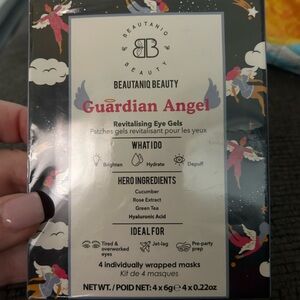 BEAUTANIQ
BEAUTY
BEAUTANIQ BEAUTY
Guardian Angel
Revitalising Eye Gels
Patches gels revitalisant pour les yeux
WHAT I DO
Brighten
Hydrate
Depuff
HERO INGREDIENTS
Cucumber
Rose Extract
Green Tea
Hyaluronic Acid
IDEAL FOR
Tired & overworked eyes
Jet-lag
Pre-party prep
4 individually wrapped masks
Kit de 4 masques
NET WT. / POID NET: 4 x 6g ℮ 4 x 0.22oz